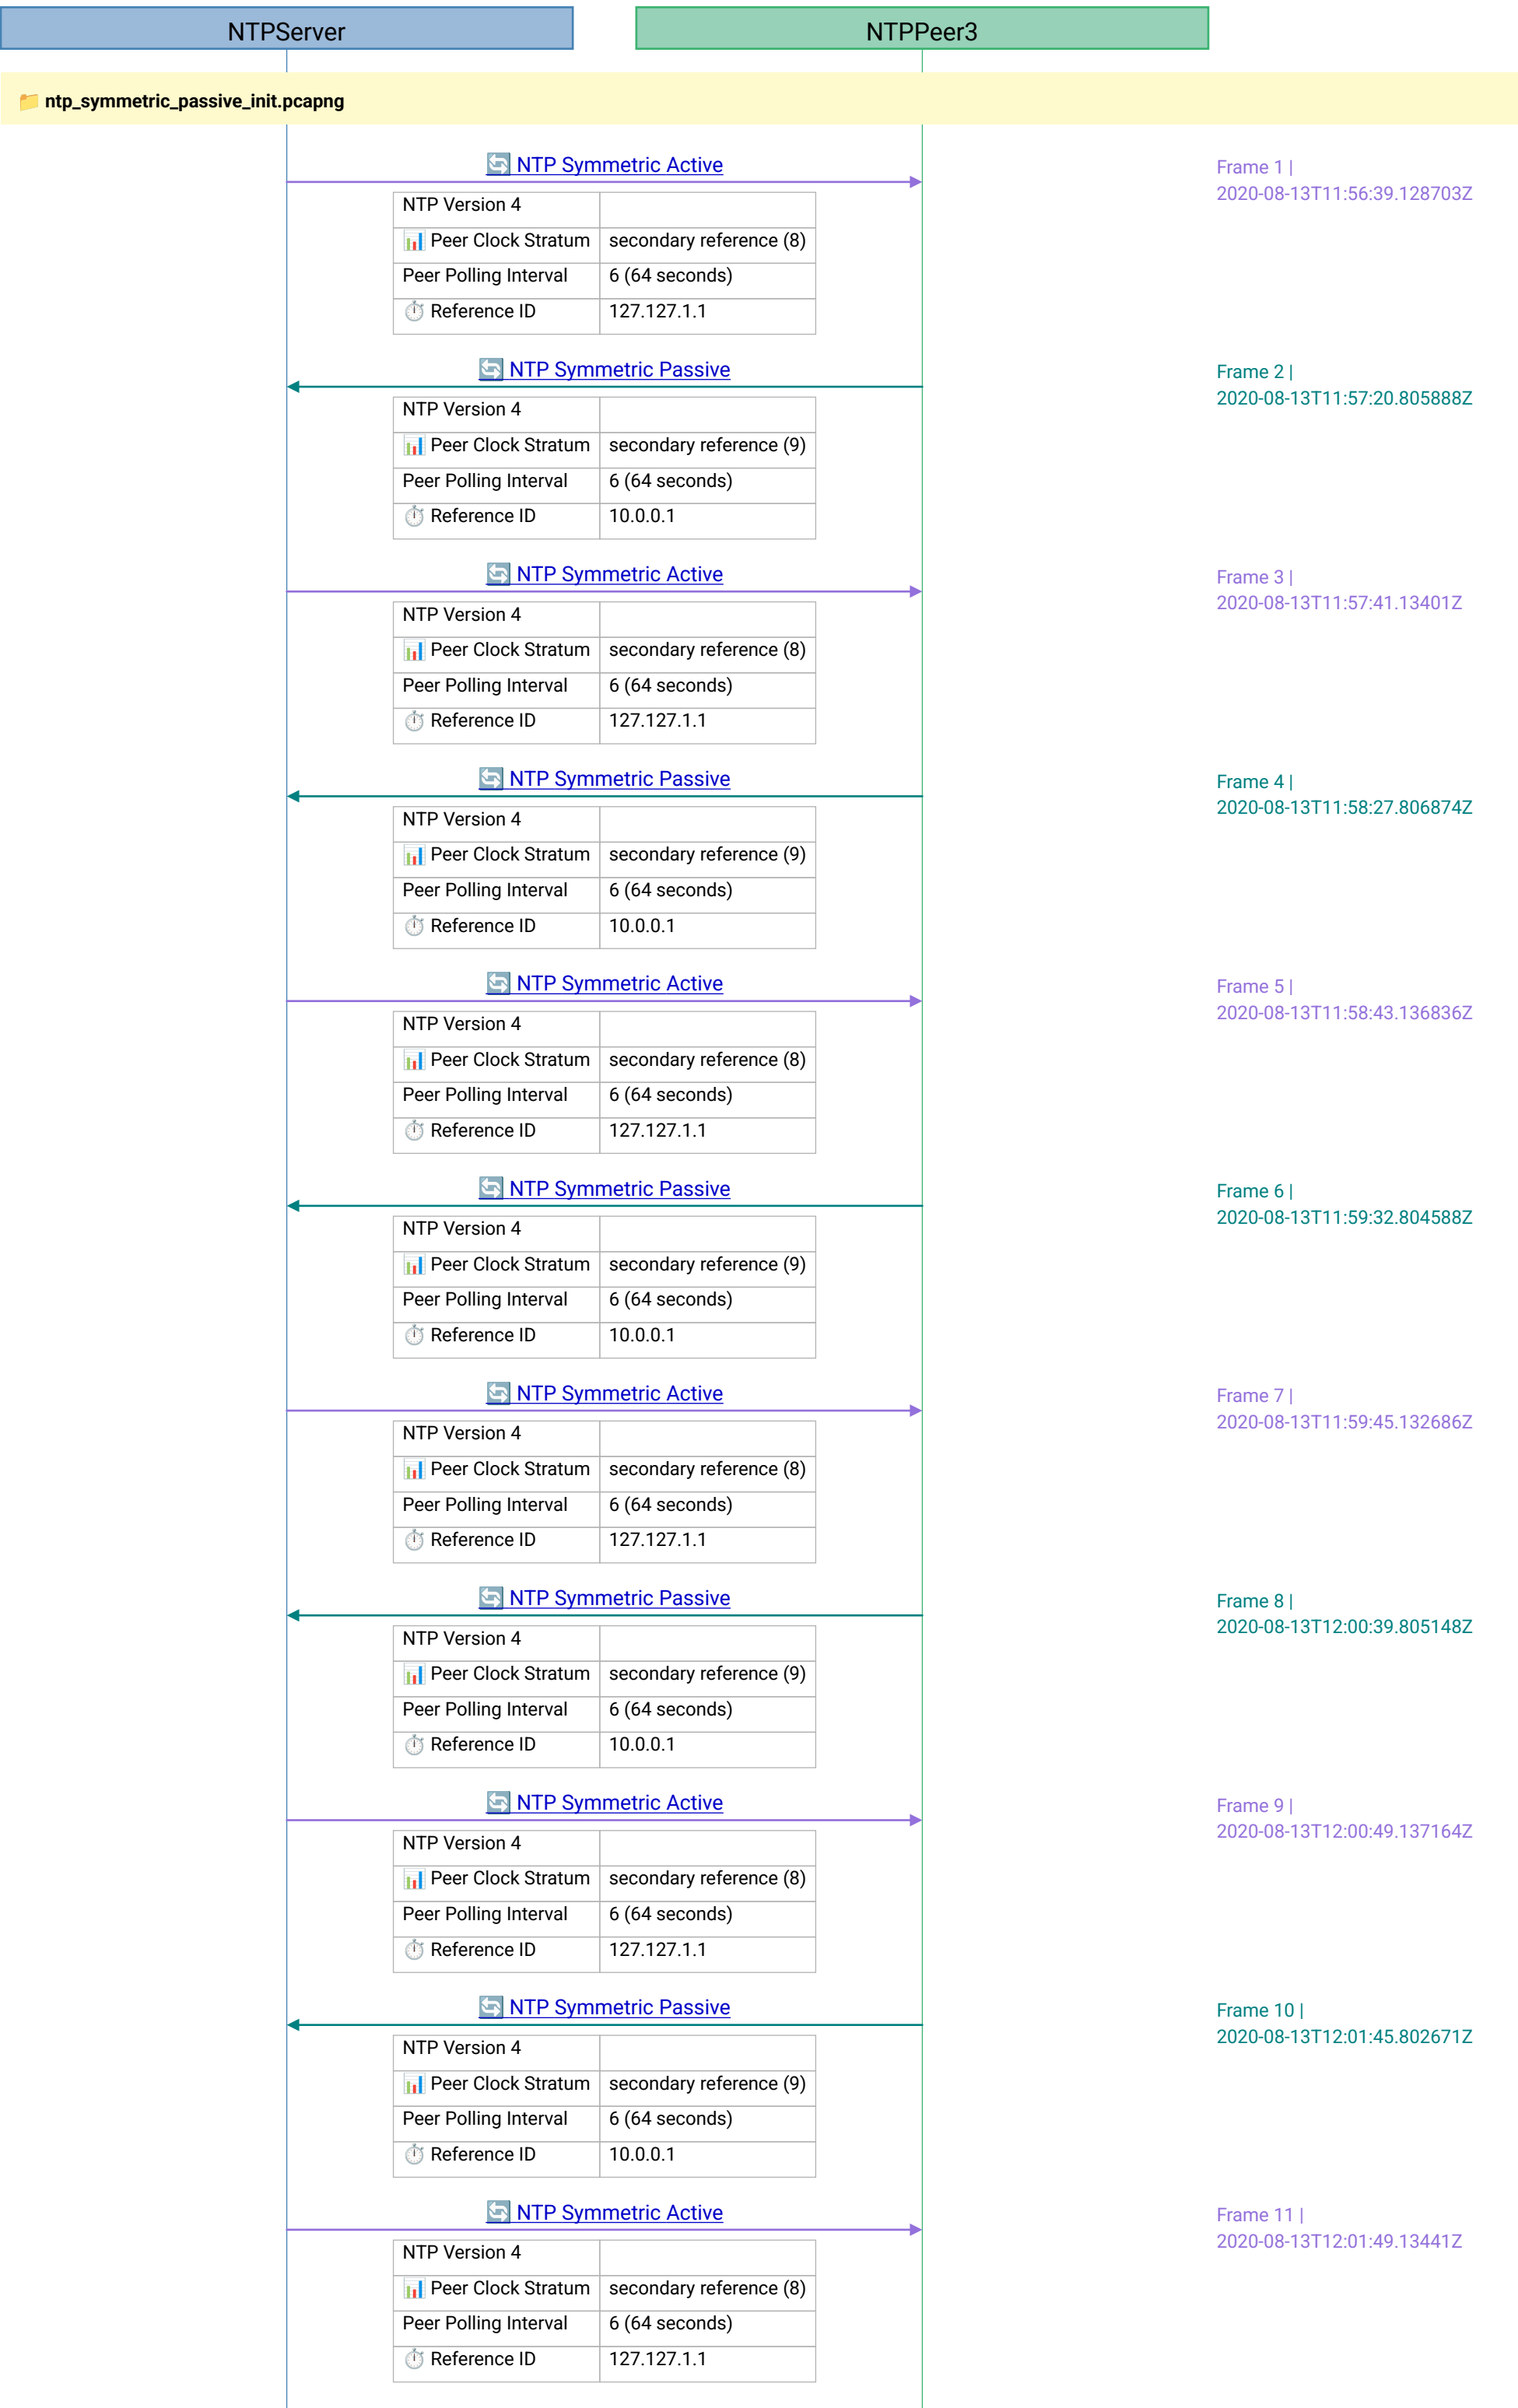 NTPServer NTPPeer3
📁 ntp_symmetric_passive_init.pcapng
🔄 NTP Symmetric Active
Frame 1 |
2020-08-13T11:56:39.128703Z
NTP Version 4
📊 Peer Clock Stratum secondary reference (8)
Peer Polling Interval 6 (64 seconds)
⏱️ Reference ID 127.127.1.1
🔄 NTP Symmetric Passive
Frame 2 |
2020-08-13T11:57:20.805888Z
NTP Version 4
📊 Peer Clock Stratum secondary reference (9)
Peer Polling Interval 6 (64 seconds)
⏱️ Reference ID 10.0.0.1
🔄 NTP Symmetric Active
Frame 3 |
2020-08-13T11:57:41.13401Z
NTP Version 4
📊 Peer Clock Stratum secondary reference (8)
Peer Polling Interval 6 (64 seconds)
⏱️ Reference ID 127.127.1.1
🔄 NTP Symmetric Passive
Frame 4 |
2020-08-13T11:58:27.806874Z
NTP Version 4
📊 Peer Clock Stratum secondary reference (9)
Peer Polling Interval 6 (64 seconds)
⏱️ Reference ID 10.0.0.1
🔄 NTP Symmetric Active
Frame 5 |
2020-08-13T11:58:43.136836Z
NTP Version 4
📊 Peer Clock Stratum secondary reference (8)
Peer Polling Interval 6 (64 seconds)
⏱️ Reference ID 127.127.1.1
🔄 NTP Symmetric Passive
Frame 6 |
2020-08-13T11:59:32.804588Z
NTP Version 4
📊 Peer Clock Stratum secondary reference (9)
Peer Polling Interval 6 (64 seconds)
⏱️ Reference ID 10.0.0.1
🔄 NTP Symmetric Active
Frame 7 |
2020-08-13T11:59:45.132686Z
NTP Version 4
📊 Peer Clock Stratum secondary reference (8)
Peer Polling Interval 6 (64 seconds)
⏱️ Reference ID 127.127.1.1
🔄 NTP Symmetric Passive
Frame 8 |
2020-08-13T12:00:39.805148Z
NTP Version 4
📊 Peer Clock Stratum secondary reference (9)
Peer Polling Interval 6 (64 seconds)
⏱️ Reference ID 10.0.0.1
🔄 NTP Symmetric Active
Frame 9 |
2020-08-13T12:00:49.137164Z
NTP Version 4
📊 Peer Clock Stratum secondary reference (8)
Peer Polling Interval 6 (64 seconds)
⏱️ Reference ID 127.127.1.1
🔄 NTP Symmetric Passive
Frame 10 |
2020-08-13T12:01:45.802671Z
NTP Version 4
📊 Peer Clock Stratum secondary reference (9)
Peer Polling Interval 6 (64 seconds)
⏱️ Reference ID 10.0.0.1
🔄 NTP Symmetric Active
Frame 11 |
2020-08-13T12:01:49.13441Z
NTP Version 4
📊 Peer Clock Stratum secondary reference (8)
Peer Polling Interval 6 (64 seconds)
⏱️ Reference ID 127.127.1.1